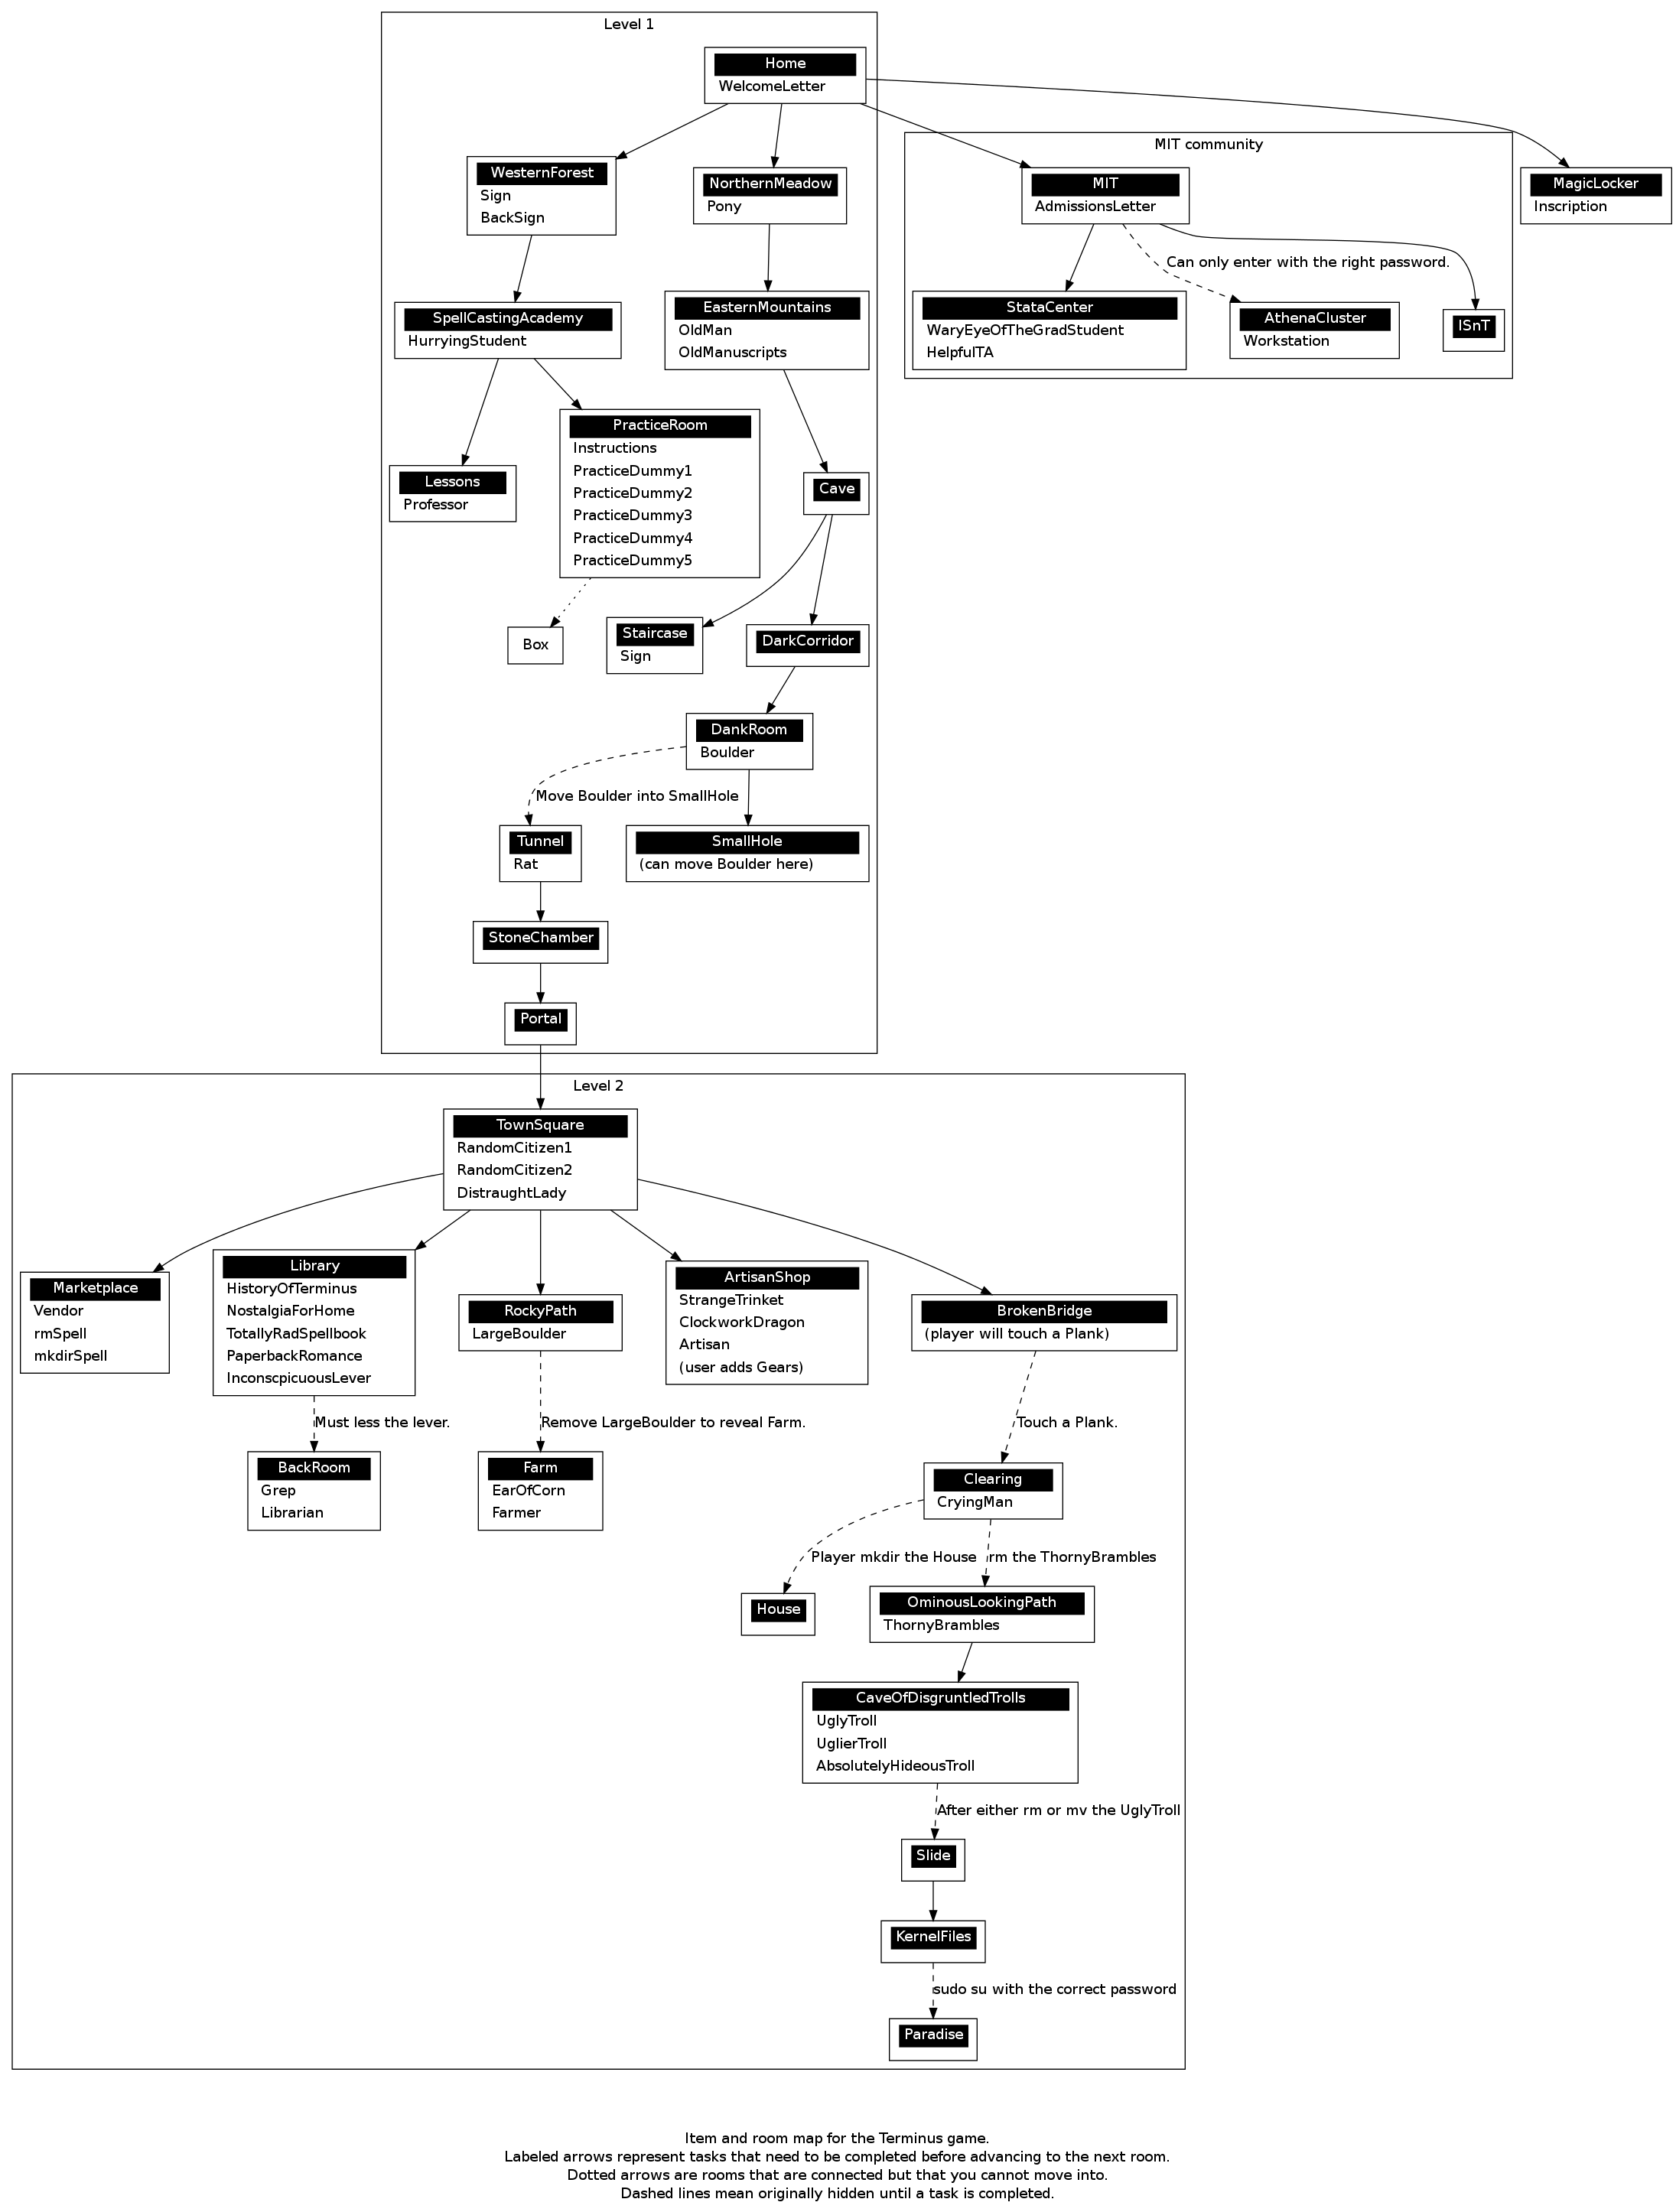 Level 1
Home
WelcomeLetter
MIT community
WesternForest
Sign
BackSign
NorthernMeadow
Pony
MIT
AdmissionsLetter
MagicLocker
Inscription
Can only enter with the right password.
SpellCastingAcademy
HurryingStudent
EasternMountains
OldMan
OldManuscripts
StataCenter
WaryEyeOfTheGradStudent
HelpfulTA
AthenaCluster
Workstation
ISnT
PracticeRoom
Instructions
PracticeDummy1
PracticeDummy2
PracticeDummy3
PracticeDummy4
PracticeDummy5
Lessons
Professor
Cave
Box
Staircase
Sign
DarkCorridor
DankRoom
Boulder
Move Boulder into SmallHole
Tunnel
Rat
SmallHole
(can move Boulder here)
StoneChamber
Portal
Level 2
TownSquare
RandomCitizen1
RandomCitizen2
DistraughtLady
Marketplace
Vendor
rmSpell
mkdirSpell
Library
HistoryOfTerminus
NostalgiaForHome
TotallyRadSpellbook
PaperbackRomance
InconscpicuousLever
RockyPath
LargeBoulder
ArtisanShop
StrangeTrinket
ClockworkDragon
Artisan
(user adds Gears)
BrokenBridge
(player will touch a Plank)
Must less the lever.
Remove LargeBoulder to reveal Farm.
Touch a Plank.
BackRoom
Grep
Librarian
Farm
EarOfCorn
Farmer
Clearing
CryingMan
Player mkdir the House
rm the ThornyBrambles
House
OminousLookingPath
ThornyBrambles
CaveOfDisgruntledTrolls
UglyTroll
UglierTroll
AbsolutelyHideousTroll
After either rm or mv the UglyTroll
Slide
KernelFiles
sudo su with the correct password
Paradise
Item and room map for the Terminus game.
Labeled arrows represent tasks that need to be completed before advancing to the next room.
Dotted arrows are rooms that are connected but that you cannot move into.
Dashed lines mean originally hidden until a task is completed.